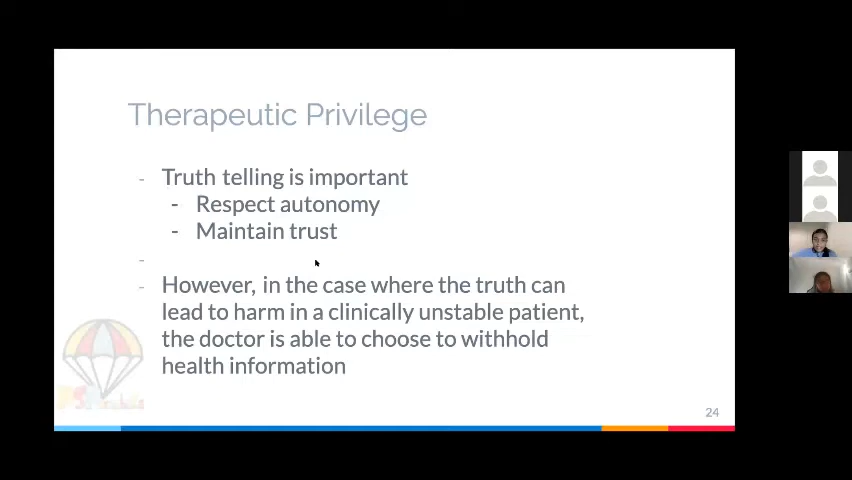 Therapeutic Privilege
- Truth telling is important
- Respect autonomy
- Maintain trust
-
- However, in the case where the truth can
lead to harm in a clinically unstable patient,
the doctor is able to choose to withhold
health information
24